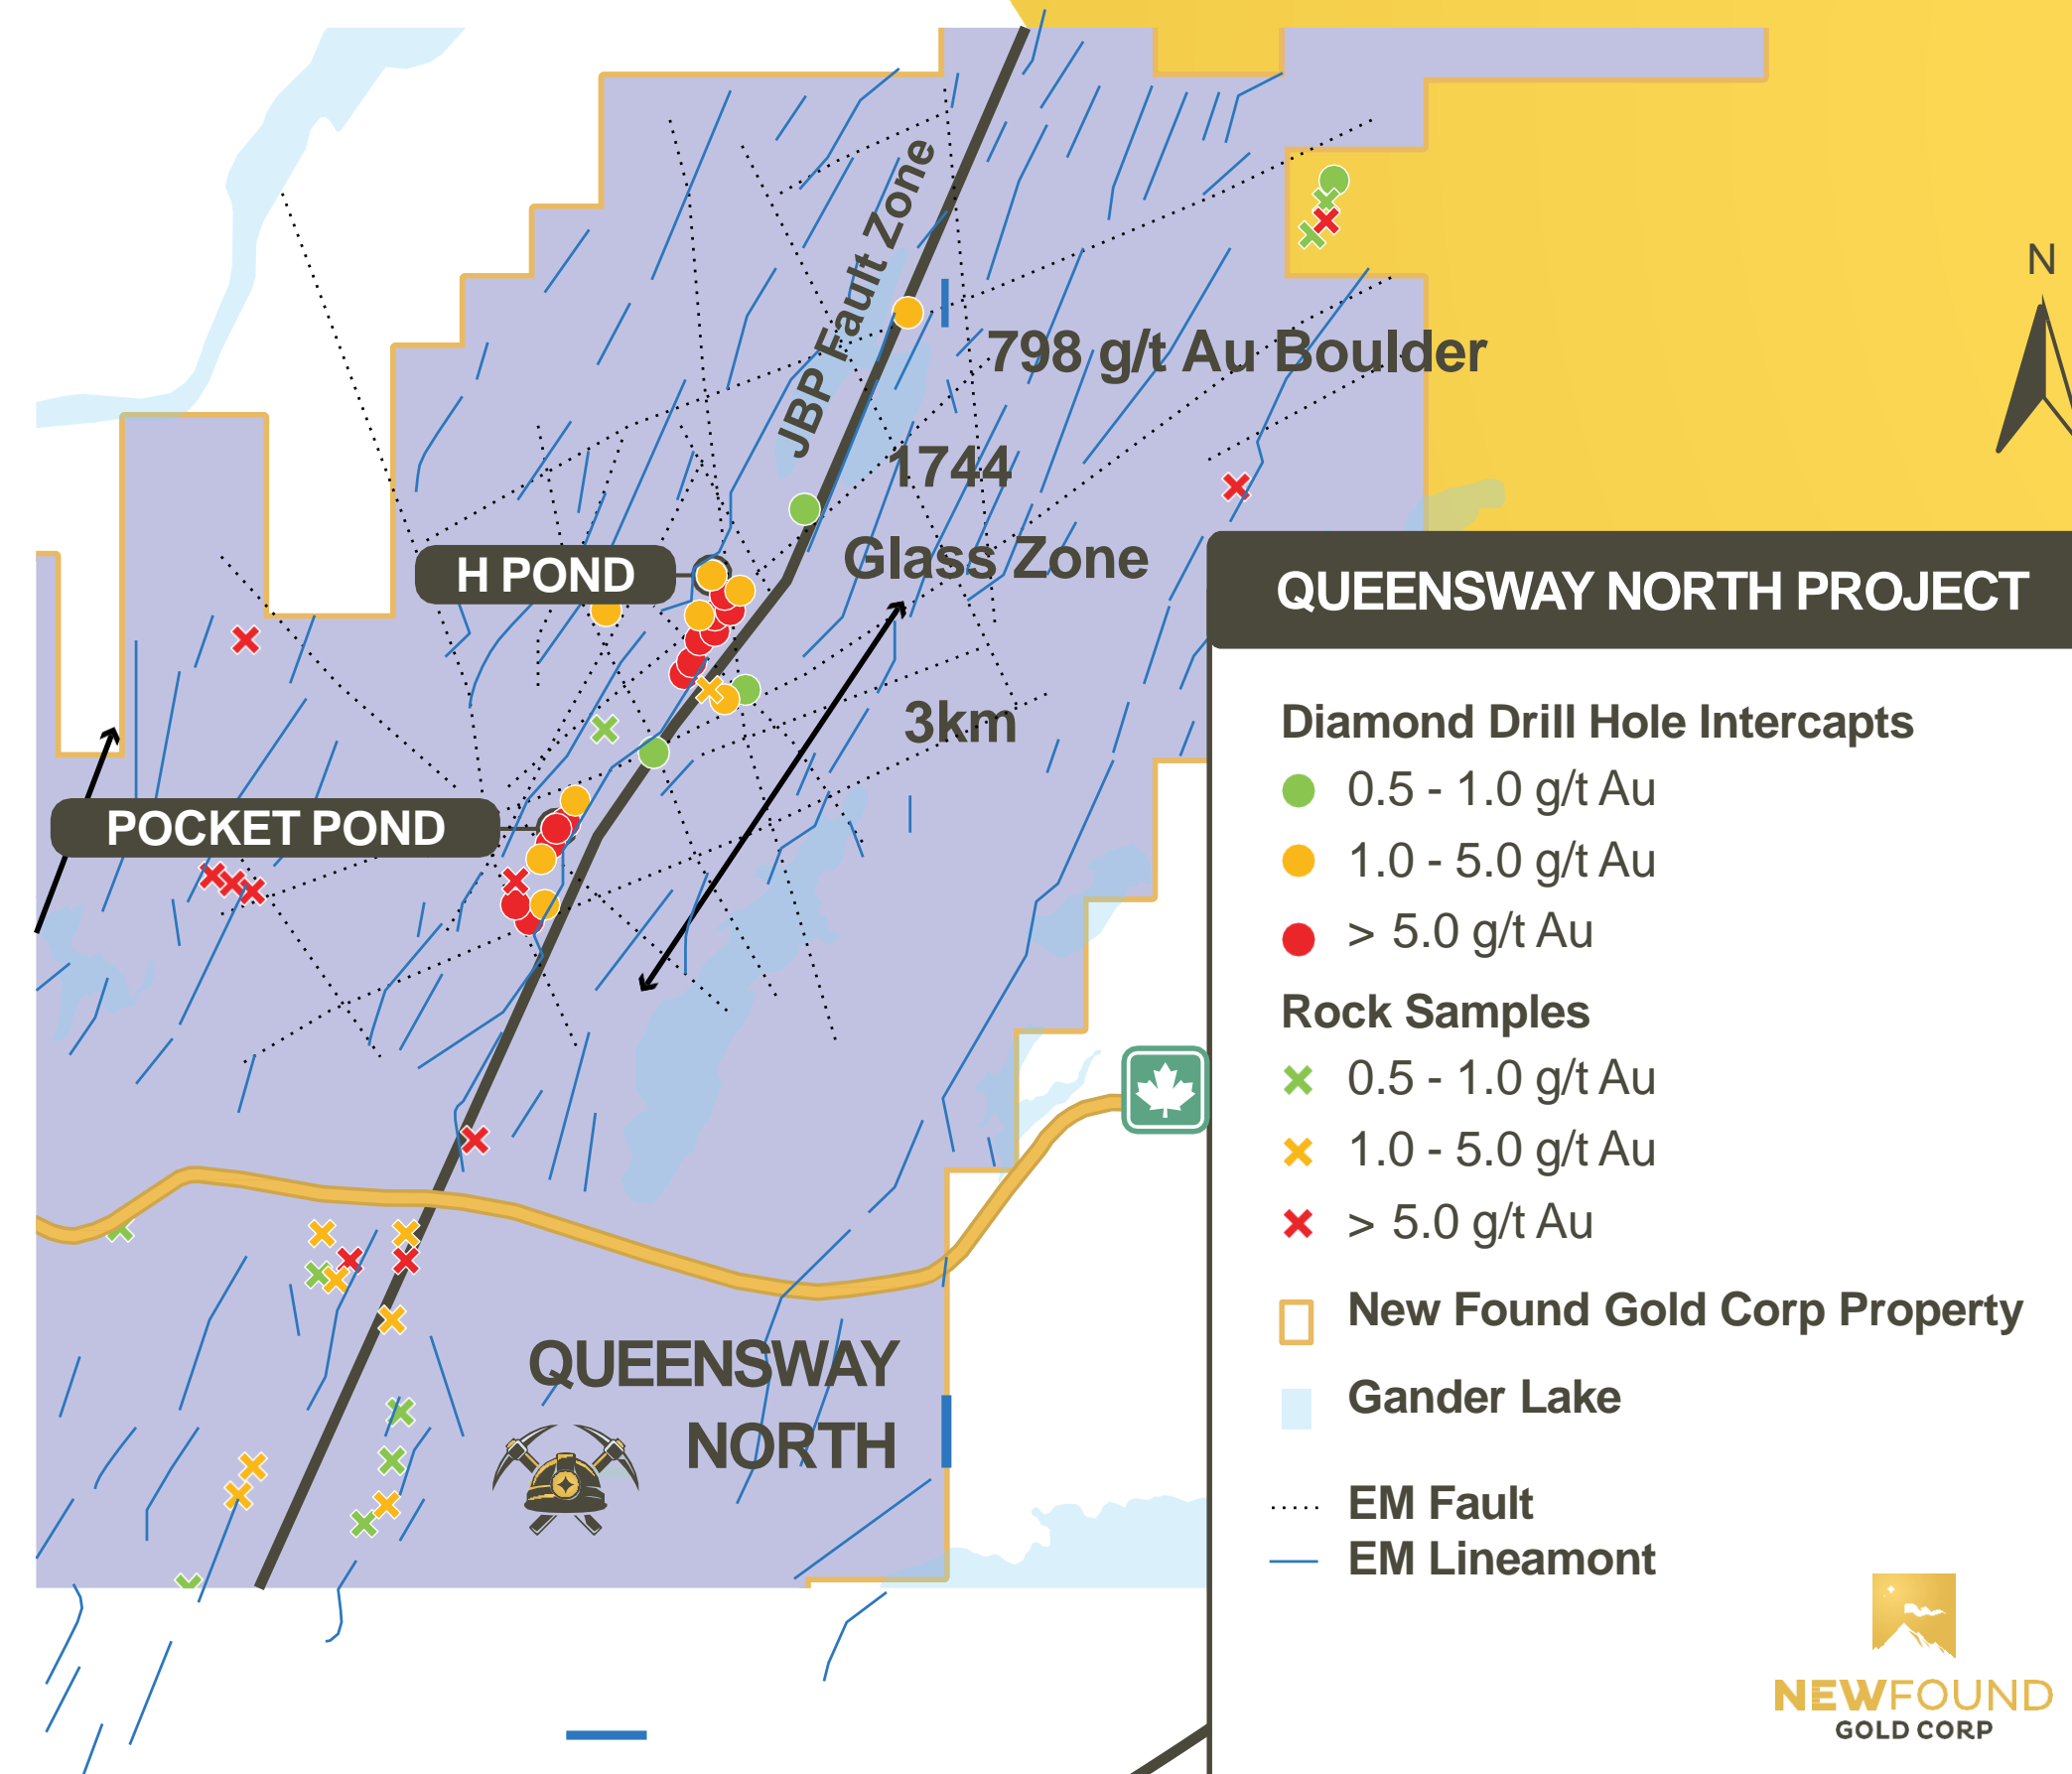 JBP Fault Zone
N
798 g/t Au Boulder
1744
Glass Zone
H POND
3km
POCKET POND
QUEENSWAY
NORTH
QUEENSWAY NORTH PROJECT
Diamond Drill Hole Intercapts
0.5 - 1.0 g/t Au
1.0 - 5.0 g/t Au
> 5.0 g/t Au
Rock Samples
0.5 - 1.0 g/t Au
1.0 - 5.0 g/t Au
> 5.0 g/t Au
New Found Gold Corp Property
Gander Lake
EM Fault
EM Lineamont
NEWFOUND
GOLD CORP